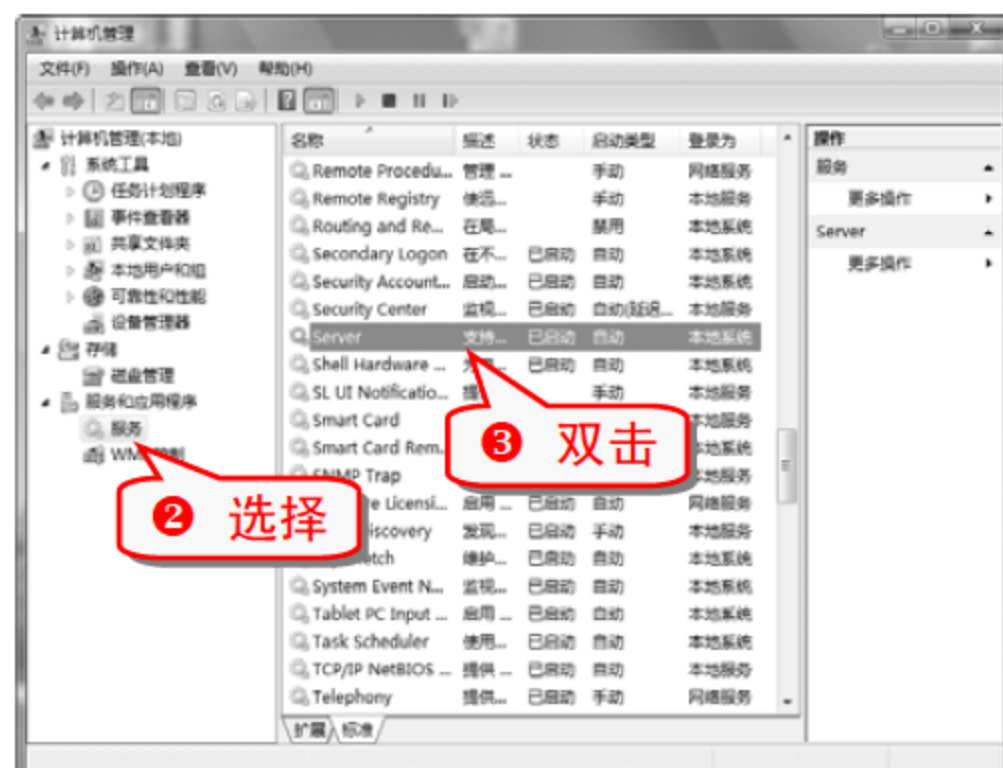 计算机管理
文件(F) 操作(A) 查看(V) 帮助(H)
计算机管理(本地)
系统工具
任务计划程序
事件查看器
共享文件夹
本地用户和组
可靠性和性能
设备管理器
存储
磁盘管理
服务和应用程序
服务
❷ 选择
名称 描述 状态 启动类型 登录为
Remote Procedu... 管理 ... 手动 网络服务
Remote Registry 使远... 手动 本地服务
Routing and Re... 在局... 禁用 本地系统
Secondary Logon 在不... 已启动 自动 本地系统
Security Account... 启动... 已启动 自动 本地系统
Security Center 监视... 已启动 自动(延迟... 本地服务
Server 支持... 已启动 自动 本地系统
Shell Hardware ... 已启动 自动 本地系统
SL UI Notificatio... 手动 本地服务
Smart Card 本地服务
Smart Card Rem... 本地系统
SNMP Trap 本地服务
e Licensi... 启用 ... 已启动 自动 网络服务
iscovery 发现... 已启动 手动 本地服务
etch 维护... 已启动 自动 本地系统
System Event N... 监视... 已启动 自动 本地系统
Tablet PC Input ... 启用 ... 已启动 自动 本地系统
Task Scheduler 使用... 已启动 自动 本地系统
TCP/IP NetBIOS ... 提供 ... 已启动 自动 本地服务
Telephony 提供... 已启动 手动 网络服务
❸ 双击
扩展 标准
操作
服务
更多操作
Server
更多操作